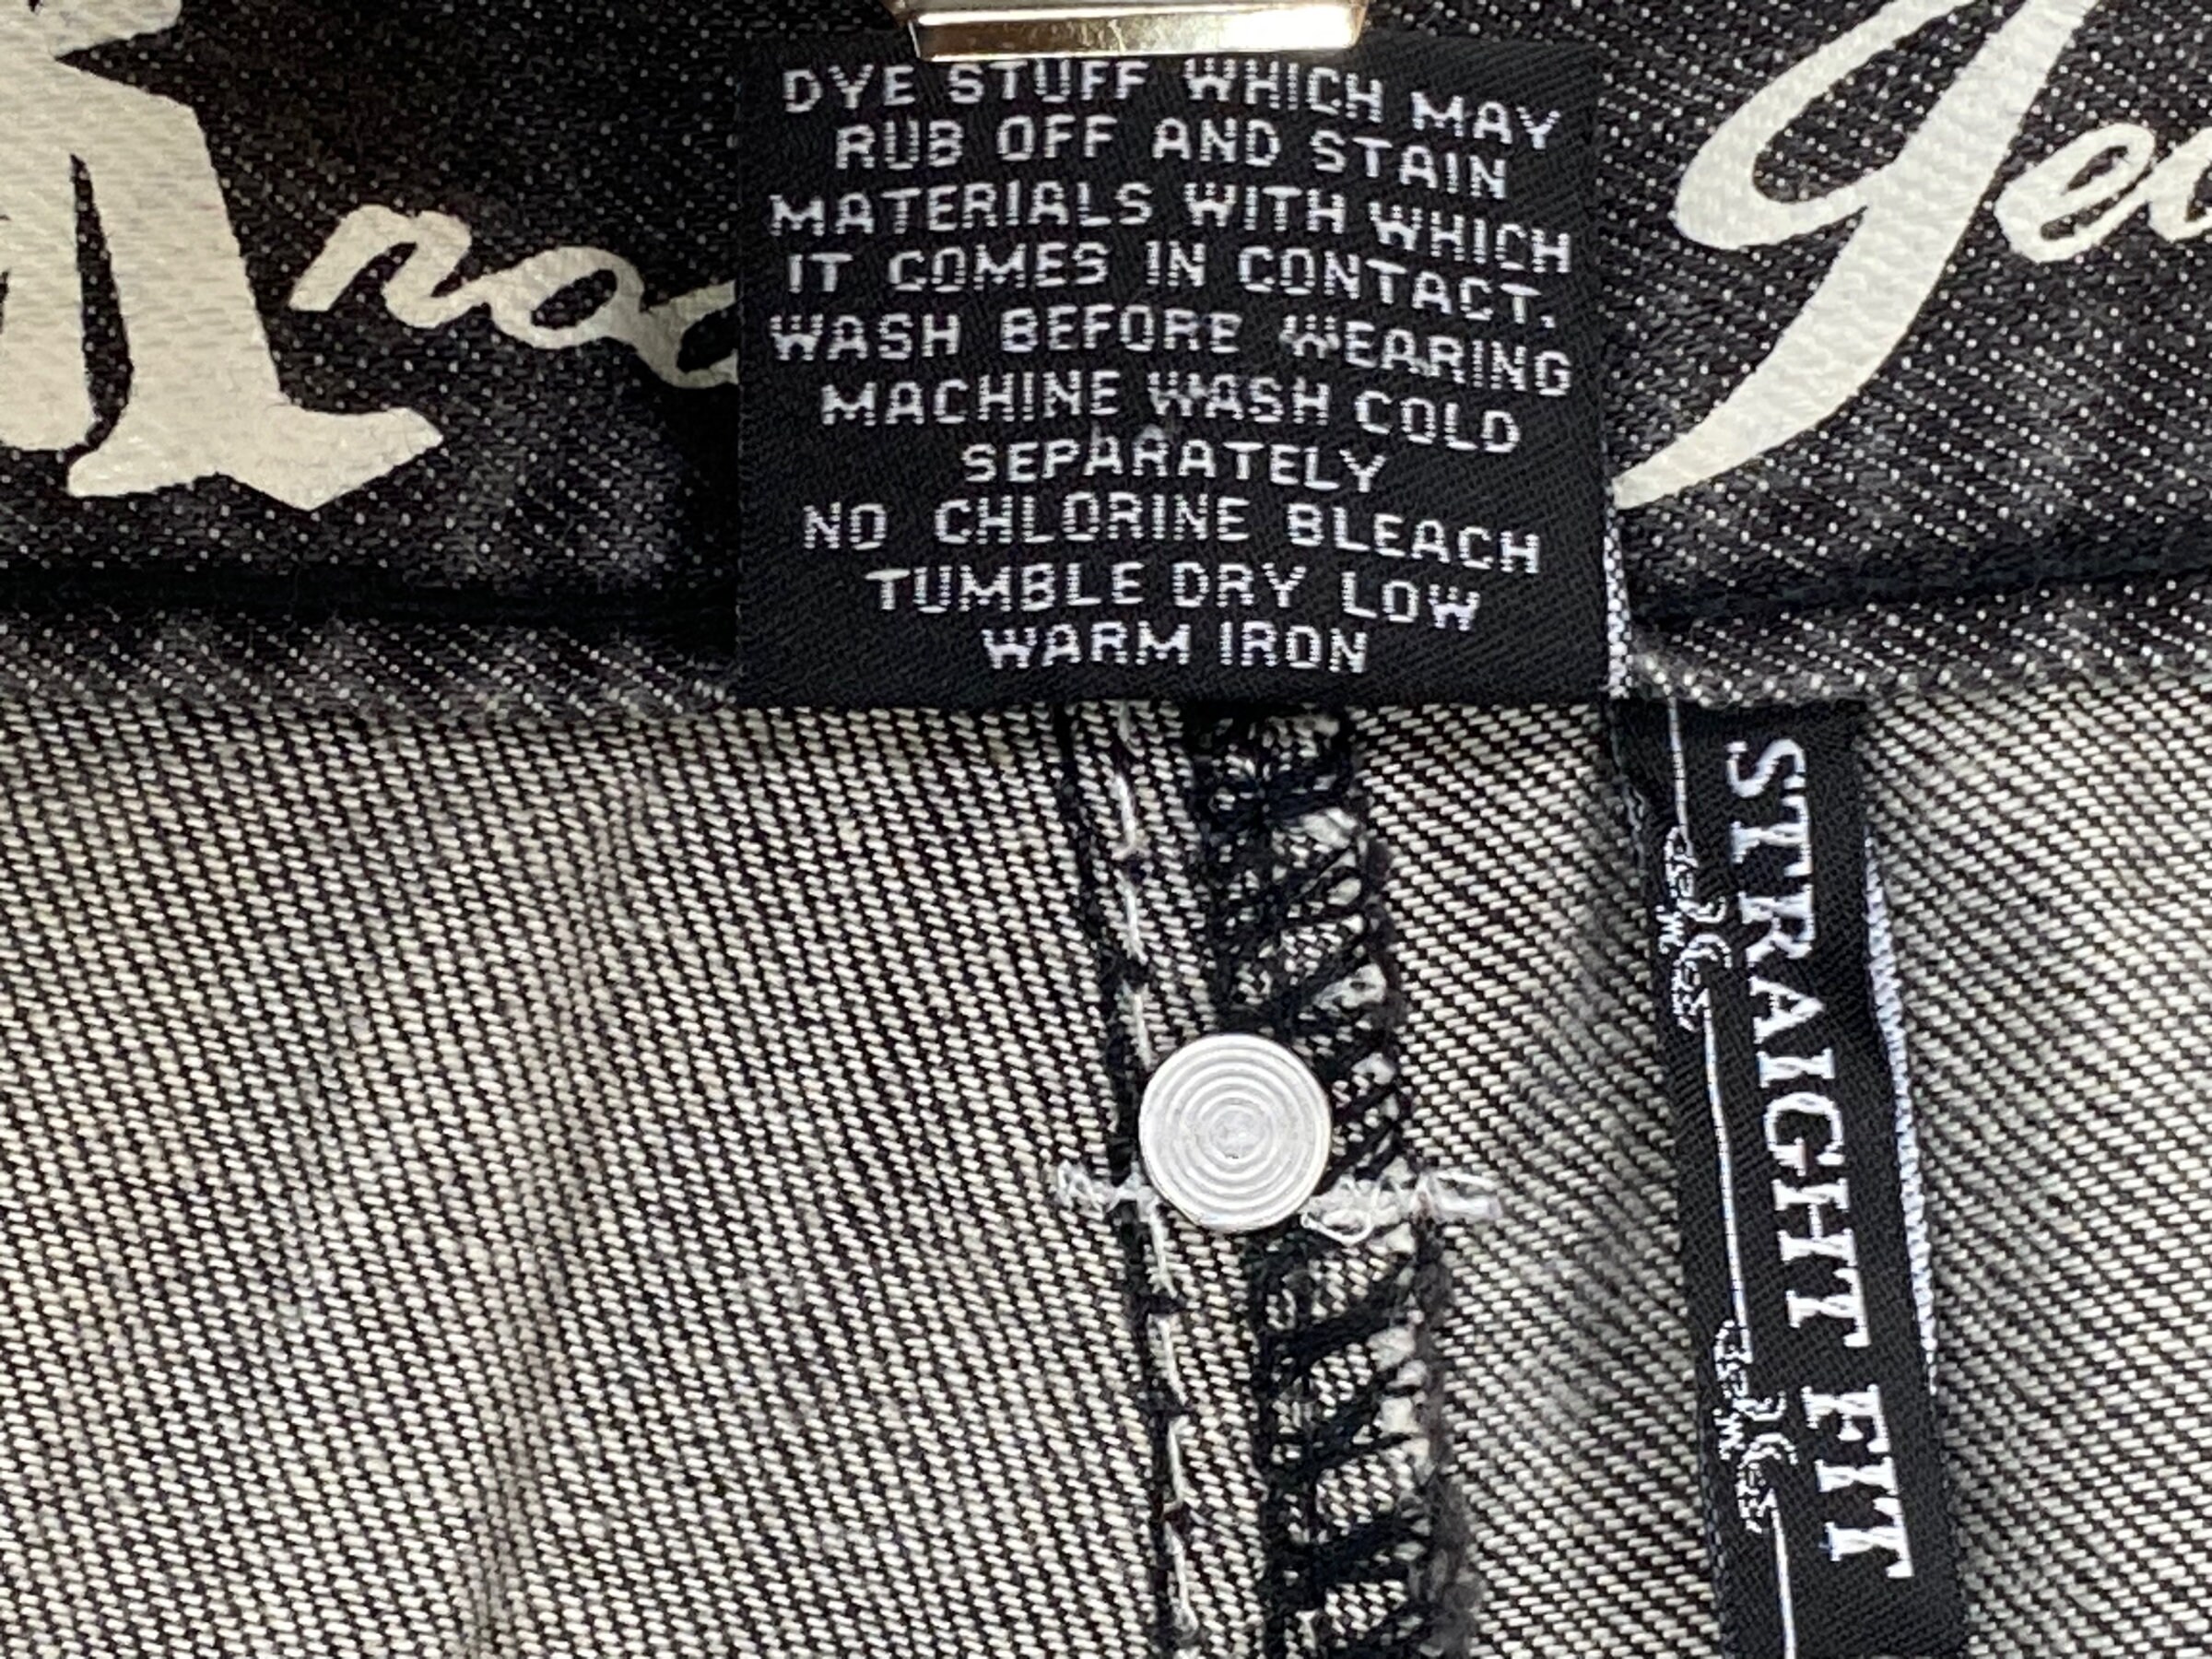 DYE STUFF WHICH MAY
RUB OFF AND STAIN
MATERIALS WITH WHICH
IT COMES IN CONTACT.
WASH BEFORE WEARING
MACHINE WASH COLD
SEPARATELY
NO CHLORINE BLEACH
TUMBLE DRY LOW
WARM IRON
STRAIGHT FIT